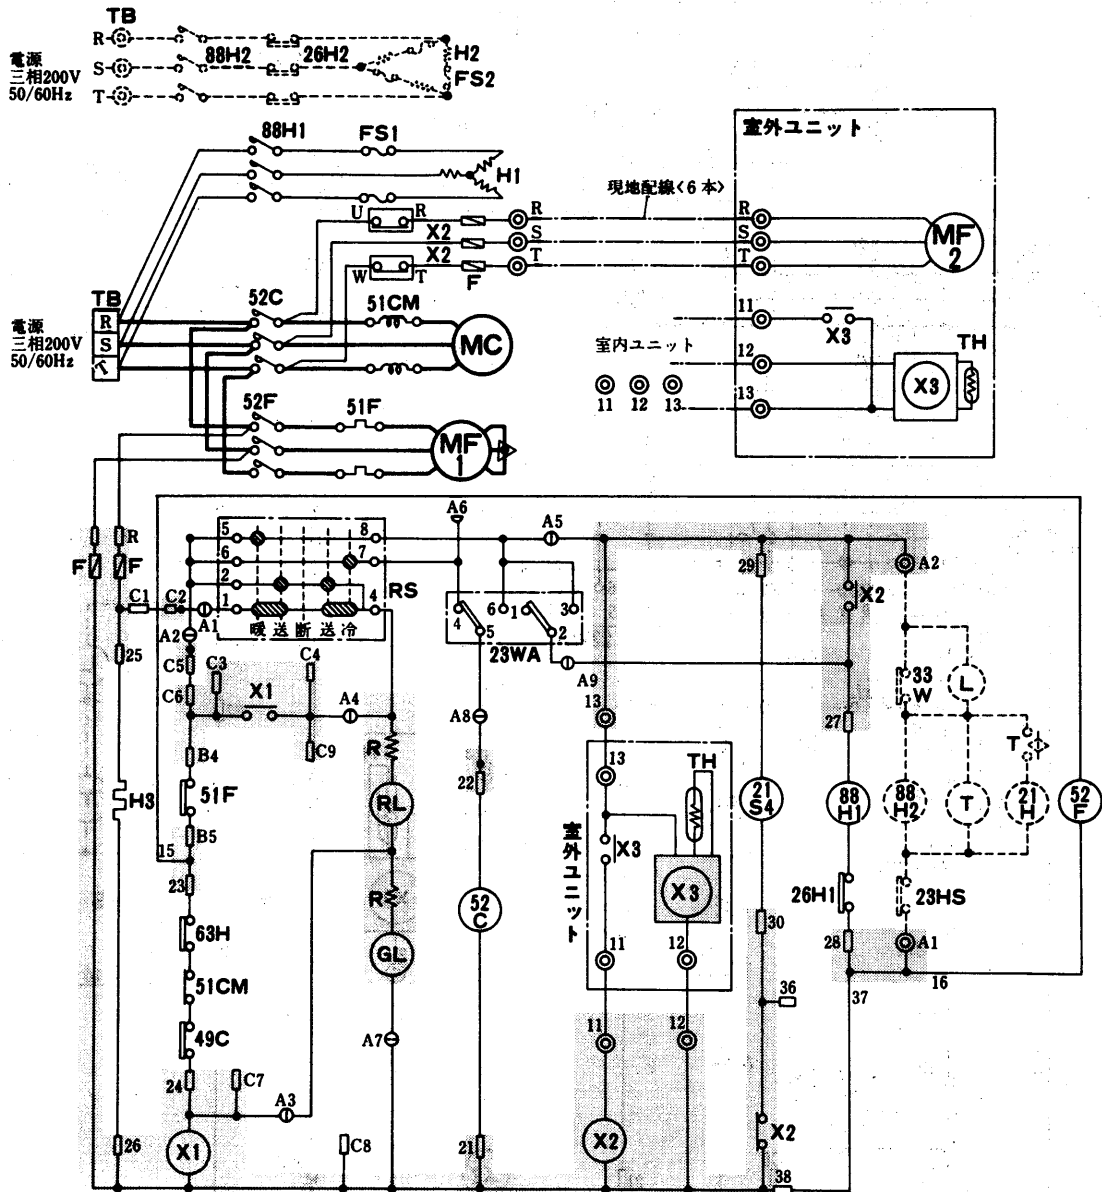 TB
R
S
T
電源
三相200V
50/60Hz
88H2
26H2
H2
FS2
88H1
FS1
H1
室外ユニット
現地配線<6本>
U
R
X2
X2
W
T
F
R
S
T
R
S
T
MF
2
TB
R
S
T
電源
三相200V
50/60Hz
52C
51CM
MC
室内ユニット
11
12
13
11
12
13
X3
X3
TH
52F
51F
MF
1
F
R
F
C1
C2
A1
A2
5
6
2
1
8
7
4
RS
暖送断送冷
A6
A5
4
5
6
1
3
2
23WA
A9
25
C5
C6
C3
X1
C4
C9
A4
B4
51F
B5
H3
15
23
63H
51CM
49C
24
C7
A3
X1
26
R
RL
R
GL
A7
C8
A8
22
52
C
21
13
13
室外ユニット
X3
TH
X3
11
12
11
12
X2
29
21
S4
30
36
X2
38
X2
27
88
H1
26H1
28
37
A2
33
W
L
88
H2
T
T
21
H
23HS
A1
16
52
F